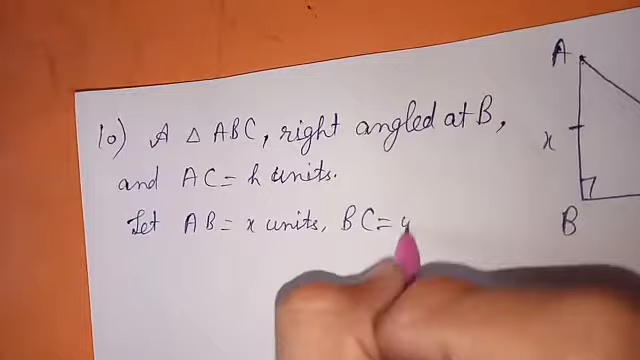 10) A △ ABC, right angled at B,
and AC = h units.
Let AB = x units, BC = y
A
x
B